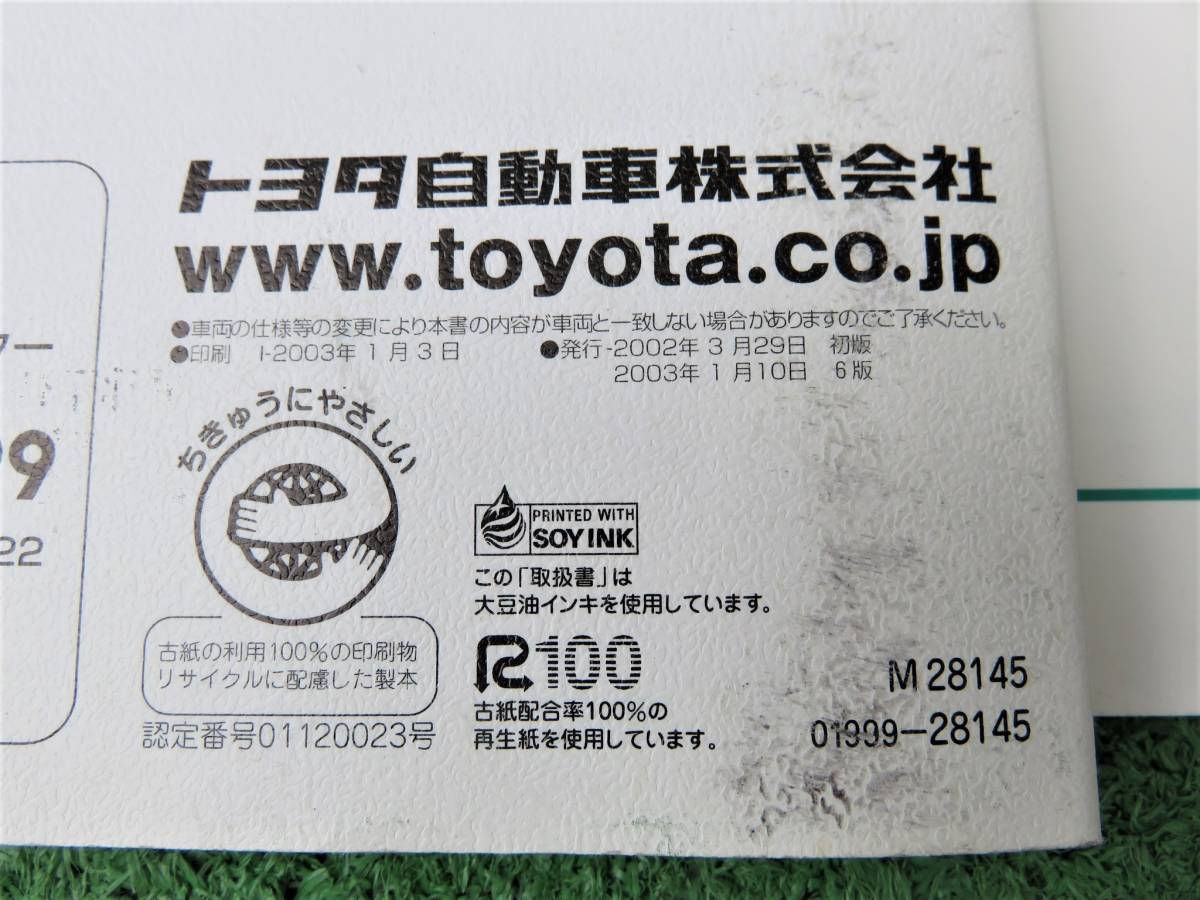 トヨタ自動車株式会社
www.toyota.co.jp
●車両の仕様等の変更により本書の内容が車両と一致しない場合がありますのでご了承ください。
●印刷 I-2003年1月3日 ●発行-2002年3月29日 初版
2003年1月10日 6版
ー
9
22
ちきゅうにやさしい
PRINTED WITH
SOY INK
この「取扱書」は
大豆油インキを使用しています。
古紙の利用100%の印刷物
リサイクルに配慮した製本
認定番号01120023号
R100
古紙配合率100%の
再生紙を使用しています。
M 28145
01999-28145